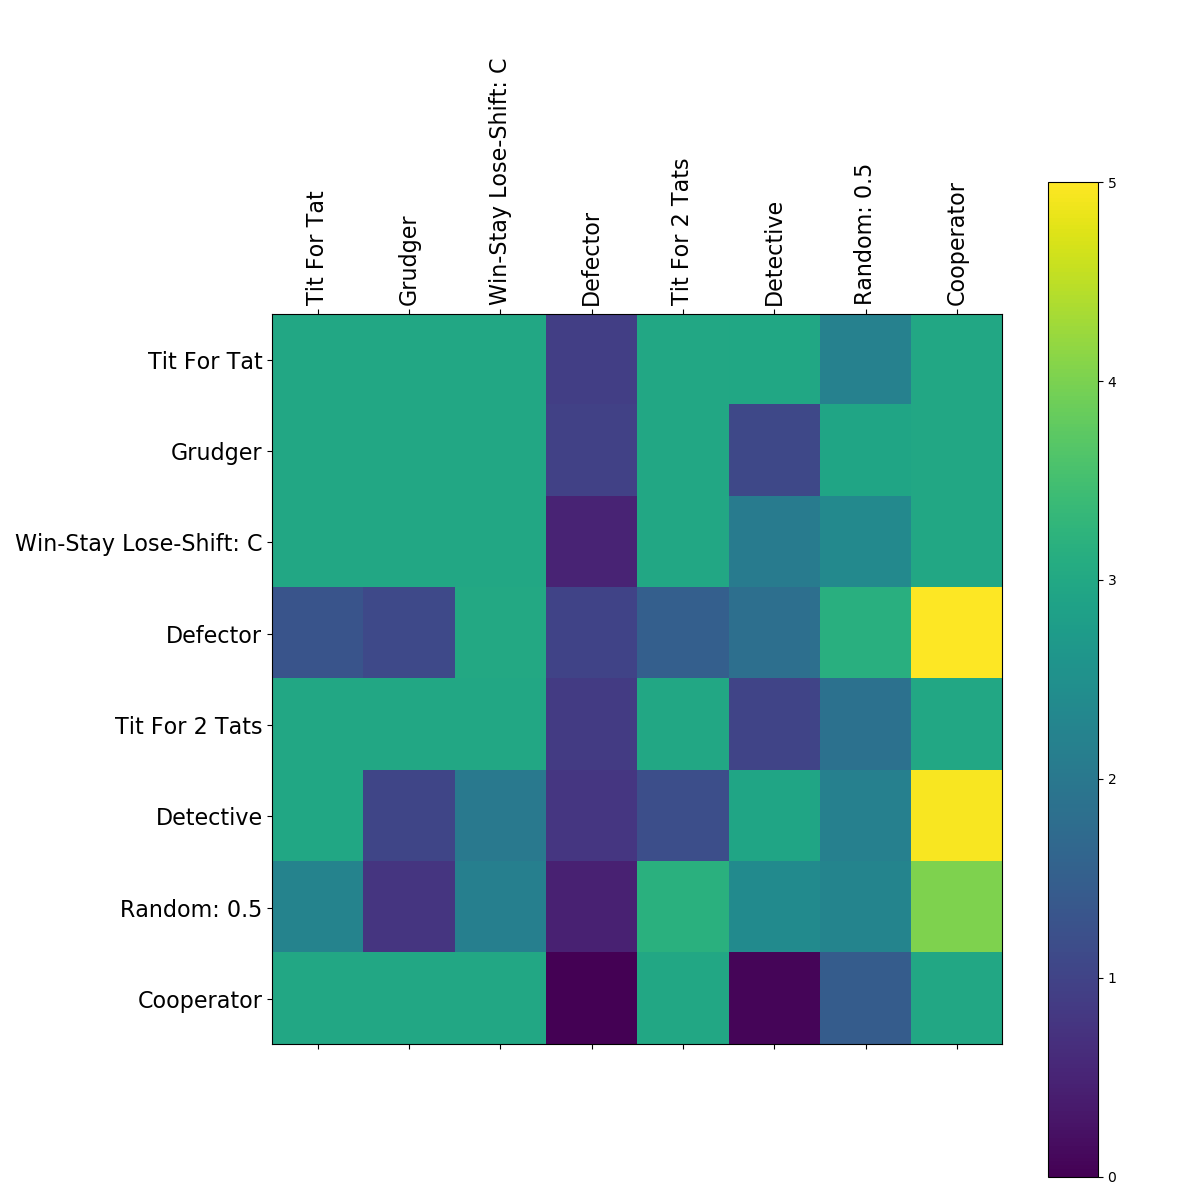 Tit For Tat
Grudger
Win-Stay Lose-Shift: C
Defector
Tit For 2 Tats
Detective
Random: 0.5
Cooperator
Tit For Tat
Grudger
Win-Stay Lose-Shift: C
Defector
Tit For 2 Tats
Detective
Random: 0.5
Cooperator
5
4
3
2
1
0